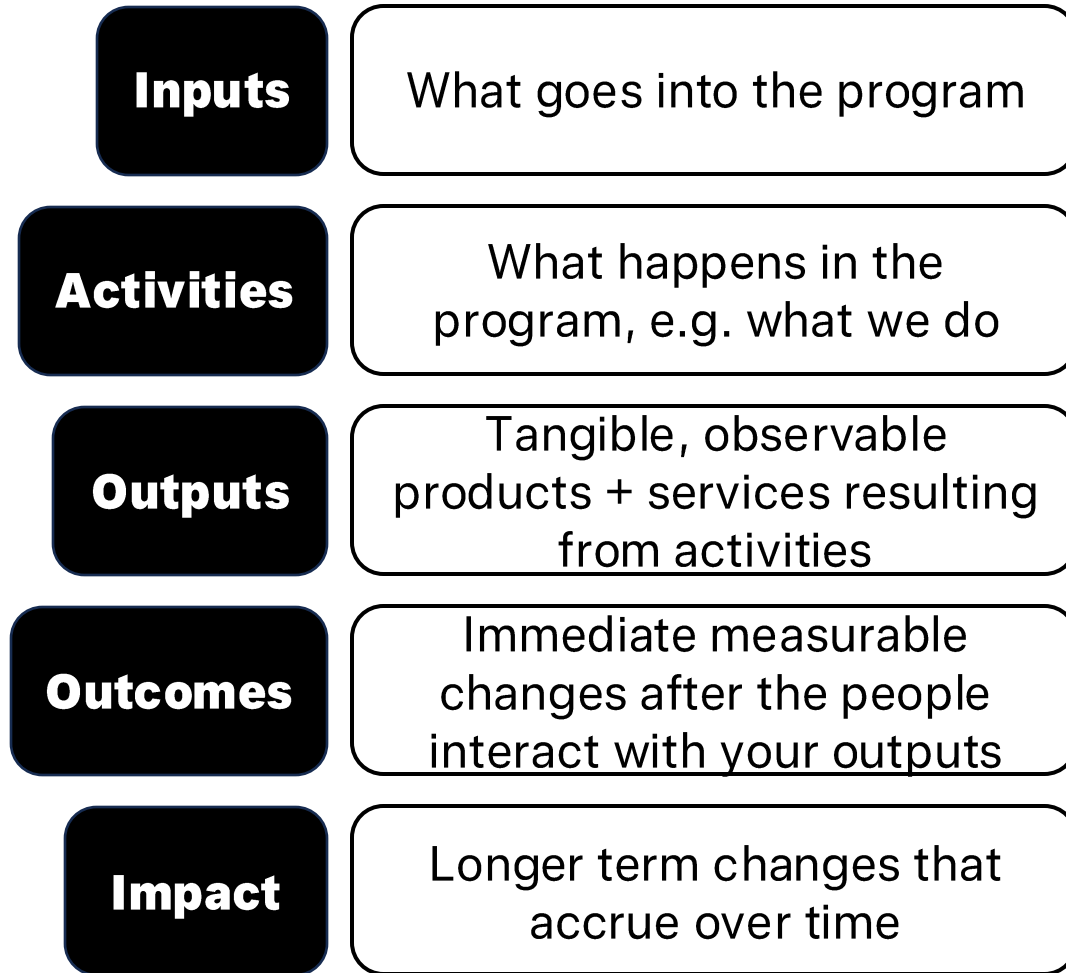 Inputs
What goes into the program
Activities
What happens in the
program, e.g. what we do
Outputs
Tangible, observable
products + services resulting
from activities
Outcomes
Immediate measurable
changes after the people
interact with your outputs
Impact
Longer term changes that
accrue over time